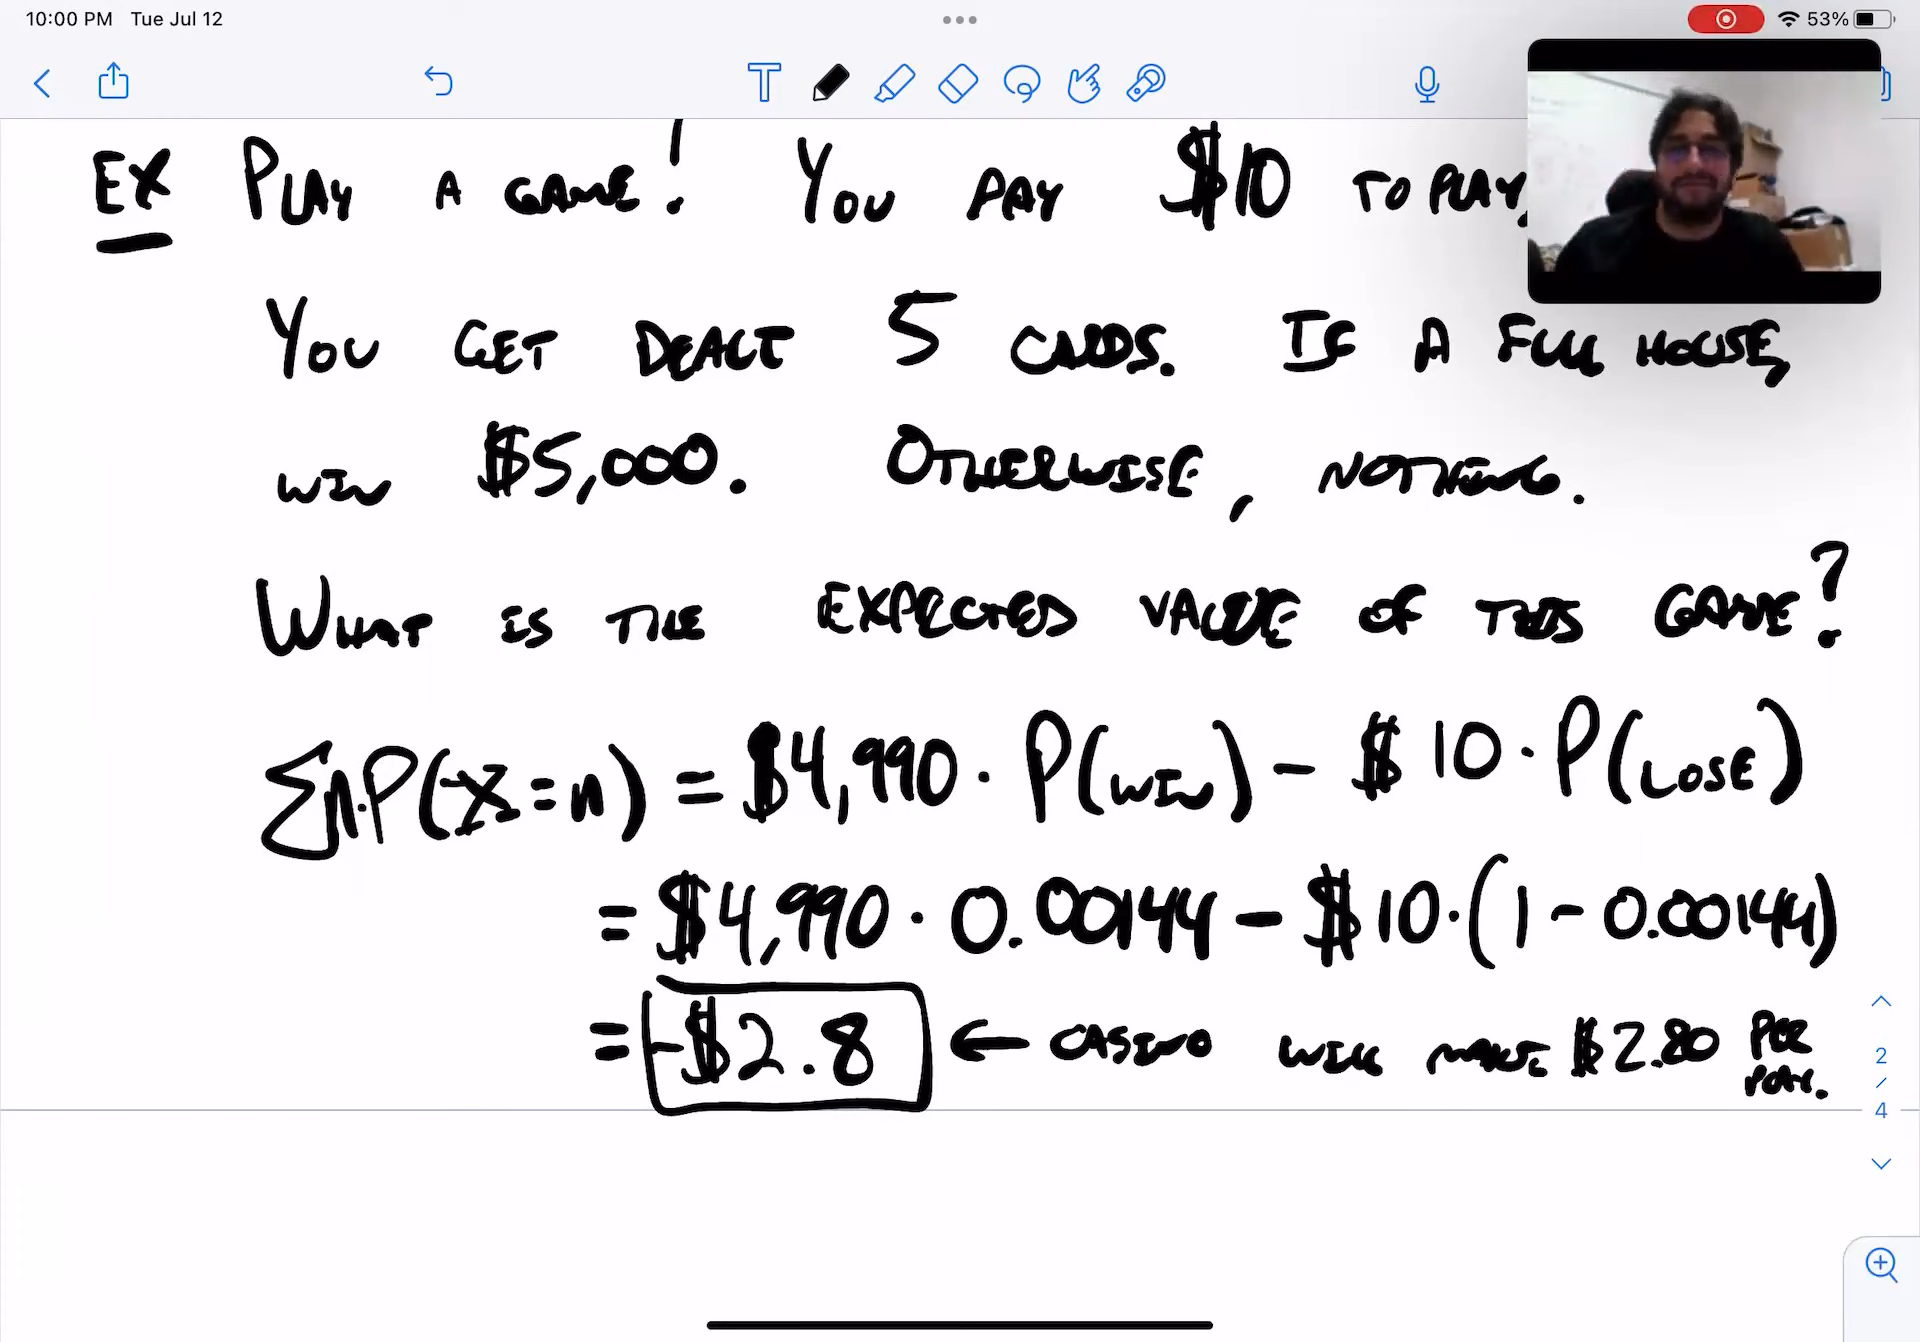 10:00 PM Tue Jul 12
53%
EX PLAY A GAME! YOU PAY $10 TO PLAY,
YOU GET DEALT 5 CARDS. IF A FULL HOUSE,
WIN $5,000. OTHERWISE, NOTHING.
WHAT IS THE EXPECTED VALUE OF THIS GAME?
Σn·P(X=n) = $4,990 · P(WIN) - $10 · P(LOSE)
= $4,990 · 0.00144 - $10·(1 - 0.00144)
= -$2.8 ← CASINO WILL MAKE $2.80 PER PLAY.
2
/
4